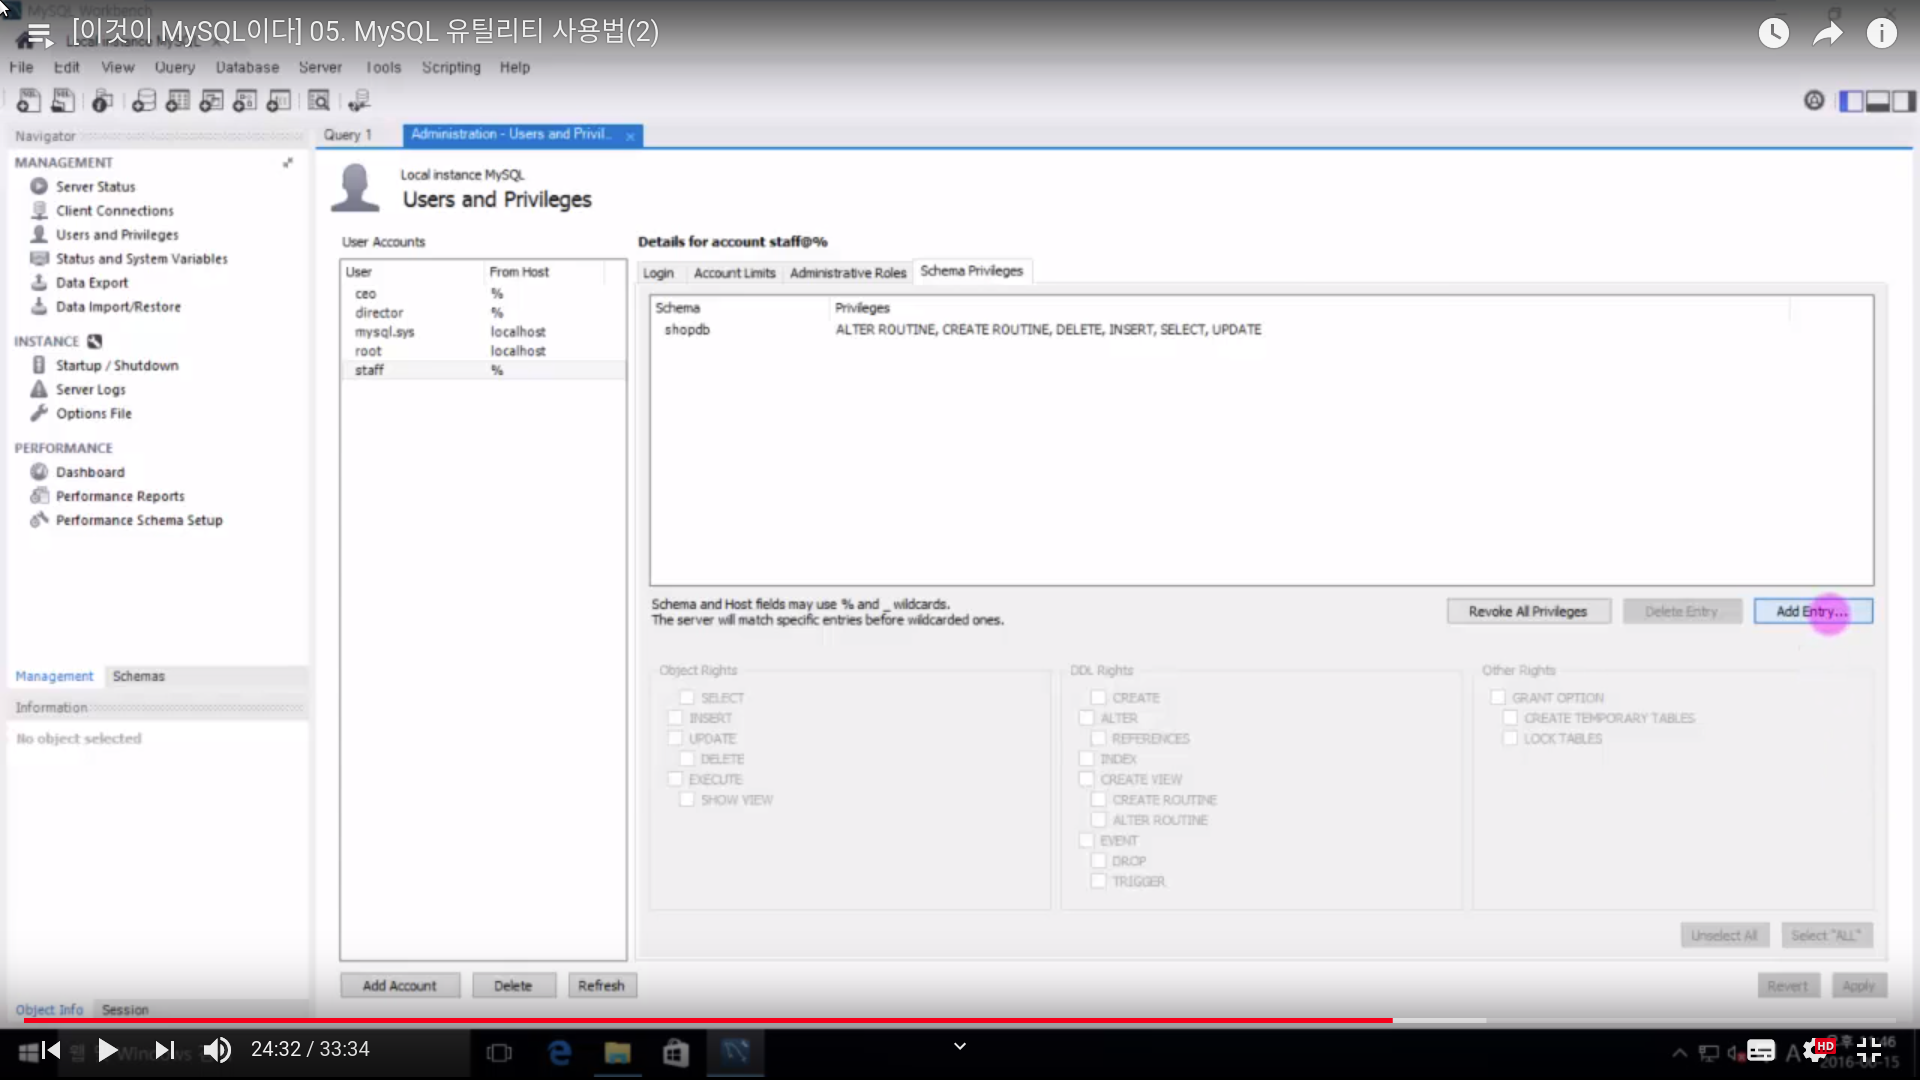 MySQL Workbench
[이것이 MySQL이다] 05. MySQL 유틸리티 사용법(2)
Local instance MySQL
File Edit View Query Database Server Tools Scripting Help
Navigator
Query 1
Administration - Users and Privil...
MANAGEMENT
Server Status
Client Connections
Users and Privileges
Status and System Variables
Data Export
Data Import/Restore
INSTANCE
Startup / Shutdown
Server Logs
Options File
PERFORMANCE
Dashboard
Performance Reports
Performance Schema Setup
Management Schemas
Information
No object selected
Object Info Session
Local instance MySQL
Users and Privileges
User Accounts
User From Host
ceo %
director %
mysql.sys localhost
root localhost
staff %
Add Account Delete Refresh
Details for account staff@%
Login Account Limits Administrative Roles Schema Privileges
Schema Privileges
shopdb ALTER ROUTINE, CREATE ROUTINE, DELETE, INSERT, SELECT, UPDATE
Schema and Host fields may use % and _ wildcards.
The server will match specific entries before wildcarded ones.
Revoke All Privileges Delete Entry Add Entry...
Object Rights
SELECT
INSERT
UPDATE
DELETE
EXECUTE
SHOW VIEW
DDL Rights
CREATE
ALTER
REFERENCES
INDEX
CREATE VIEW
CREATE ROUTINE
ALTER ROUTINE
EVENT
DROP
TRIGGER
Other Rights
GRANT OPTION
CREATE TEMPORARY TABLES
LOCK TABLES
Unselect All Select "ALL"
Revert Apply
24:32 / 33:34
HD